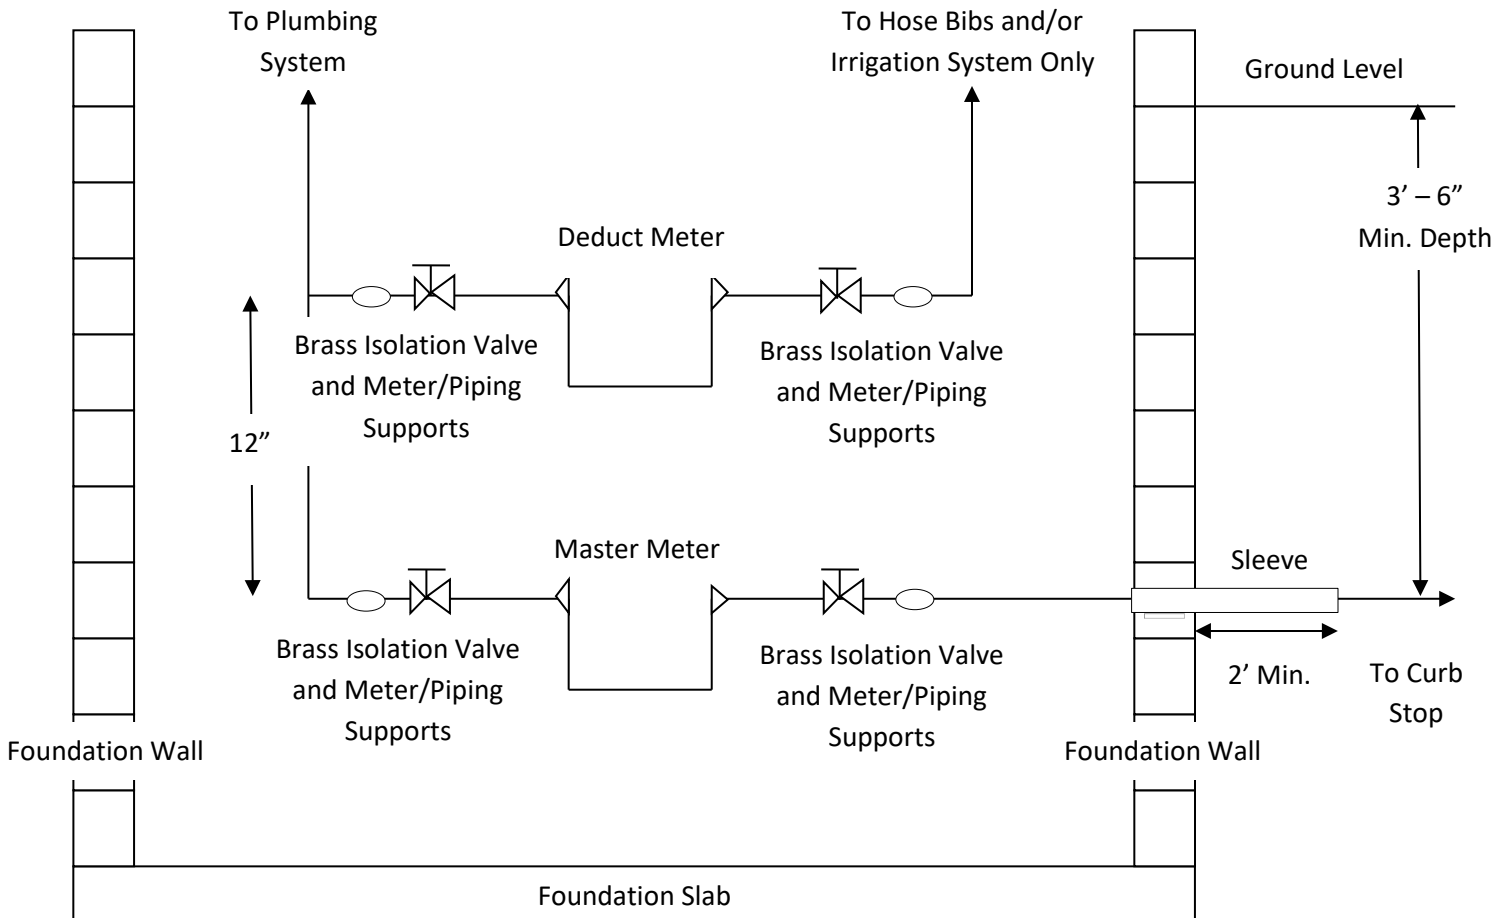 To Plumbing
System
To Hose Bibs and/or
Irrigation System Only
Ground Level
3’ – 6”
Min. Depth
Deduct Meter
Brass Isolation Valve
and Meter/Piping
Supports
Brass Isolation Valve
and Meter/Piping
Supports
12”
Master Meter
Sleeve
Brass Isolation Valve
and Meter/Piping
Supports
Brass Isolation Valve
and Meter/Piping
Supports
2’ Min.
To Curb
Stop
Foundation Wall
Foundation Wall
Foundation Slab